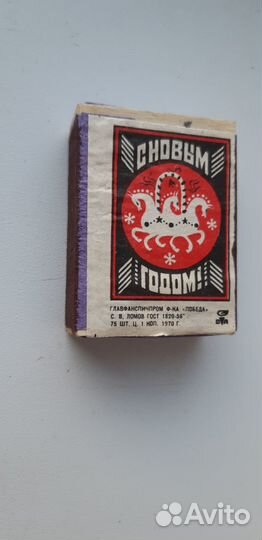 С НОВЫМ
ГОДОМ!
ГЛАВФАНСПИЧПРОМ Ф-КА «ПОБЕДА»
С. В. ЛОМОВ ГОСТ 1820-56
75 ШТ. Ц. 1 КОП. 1970 Г.
Avito